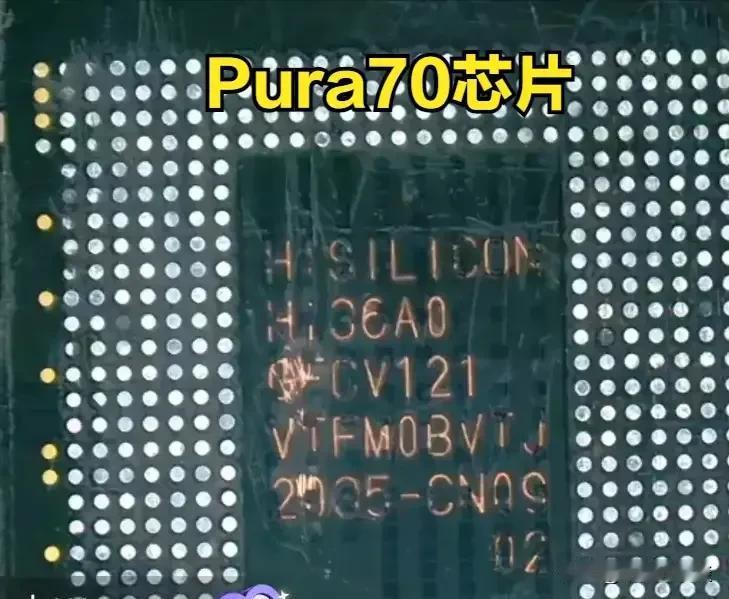 Pura70芯片
HiSILICON
Hi36A0
CV121
VTFM0BVTJ
2035-CN09
02